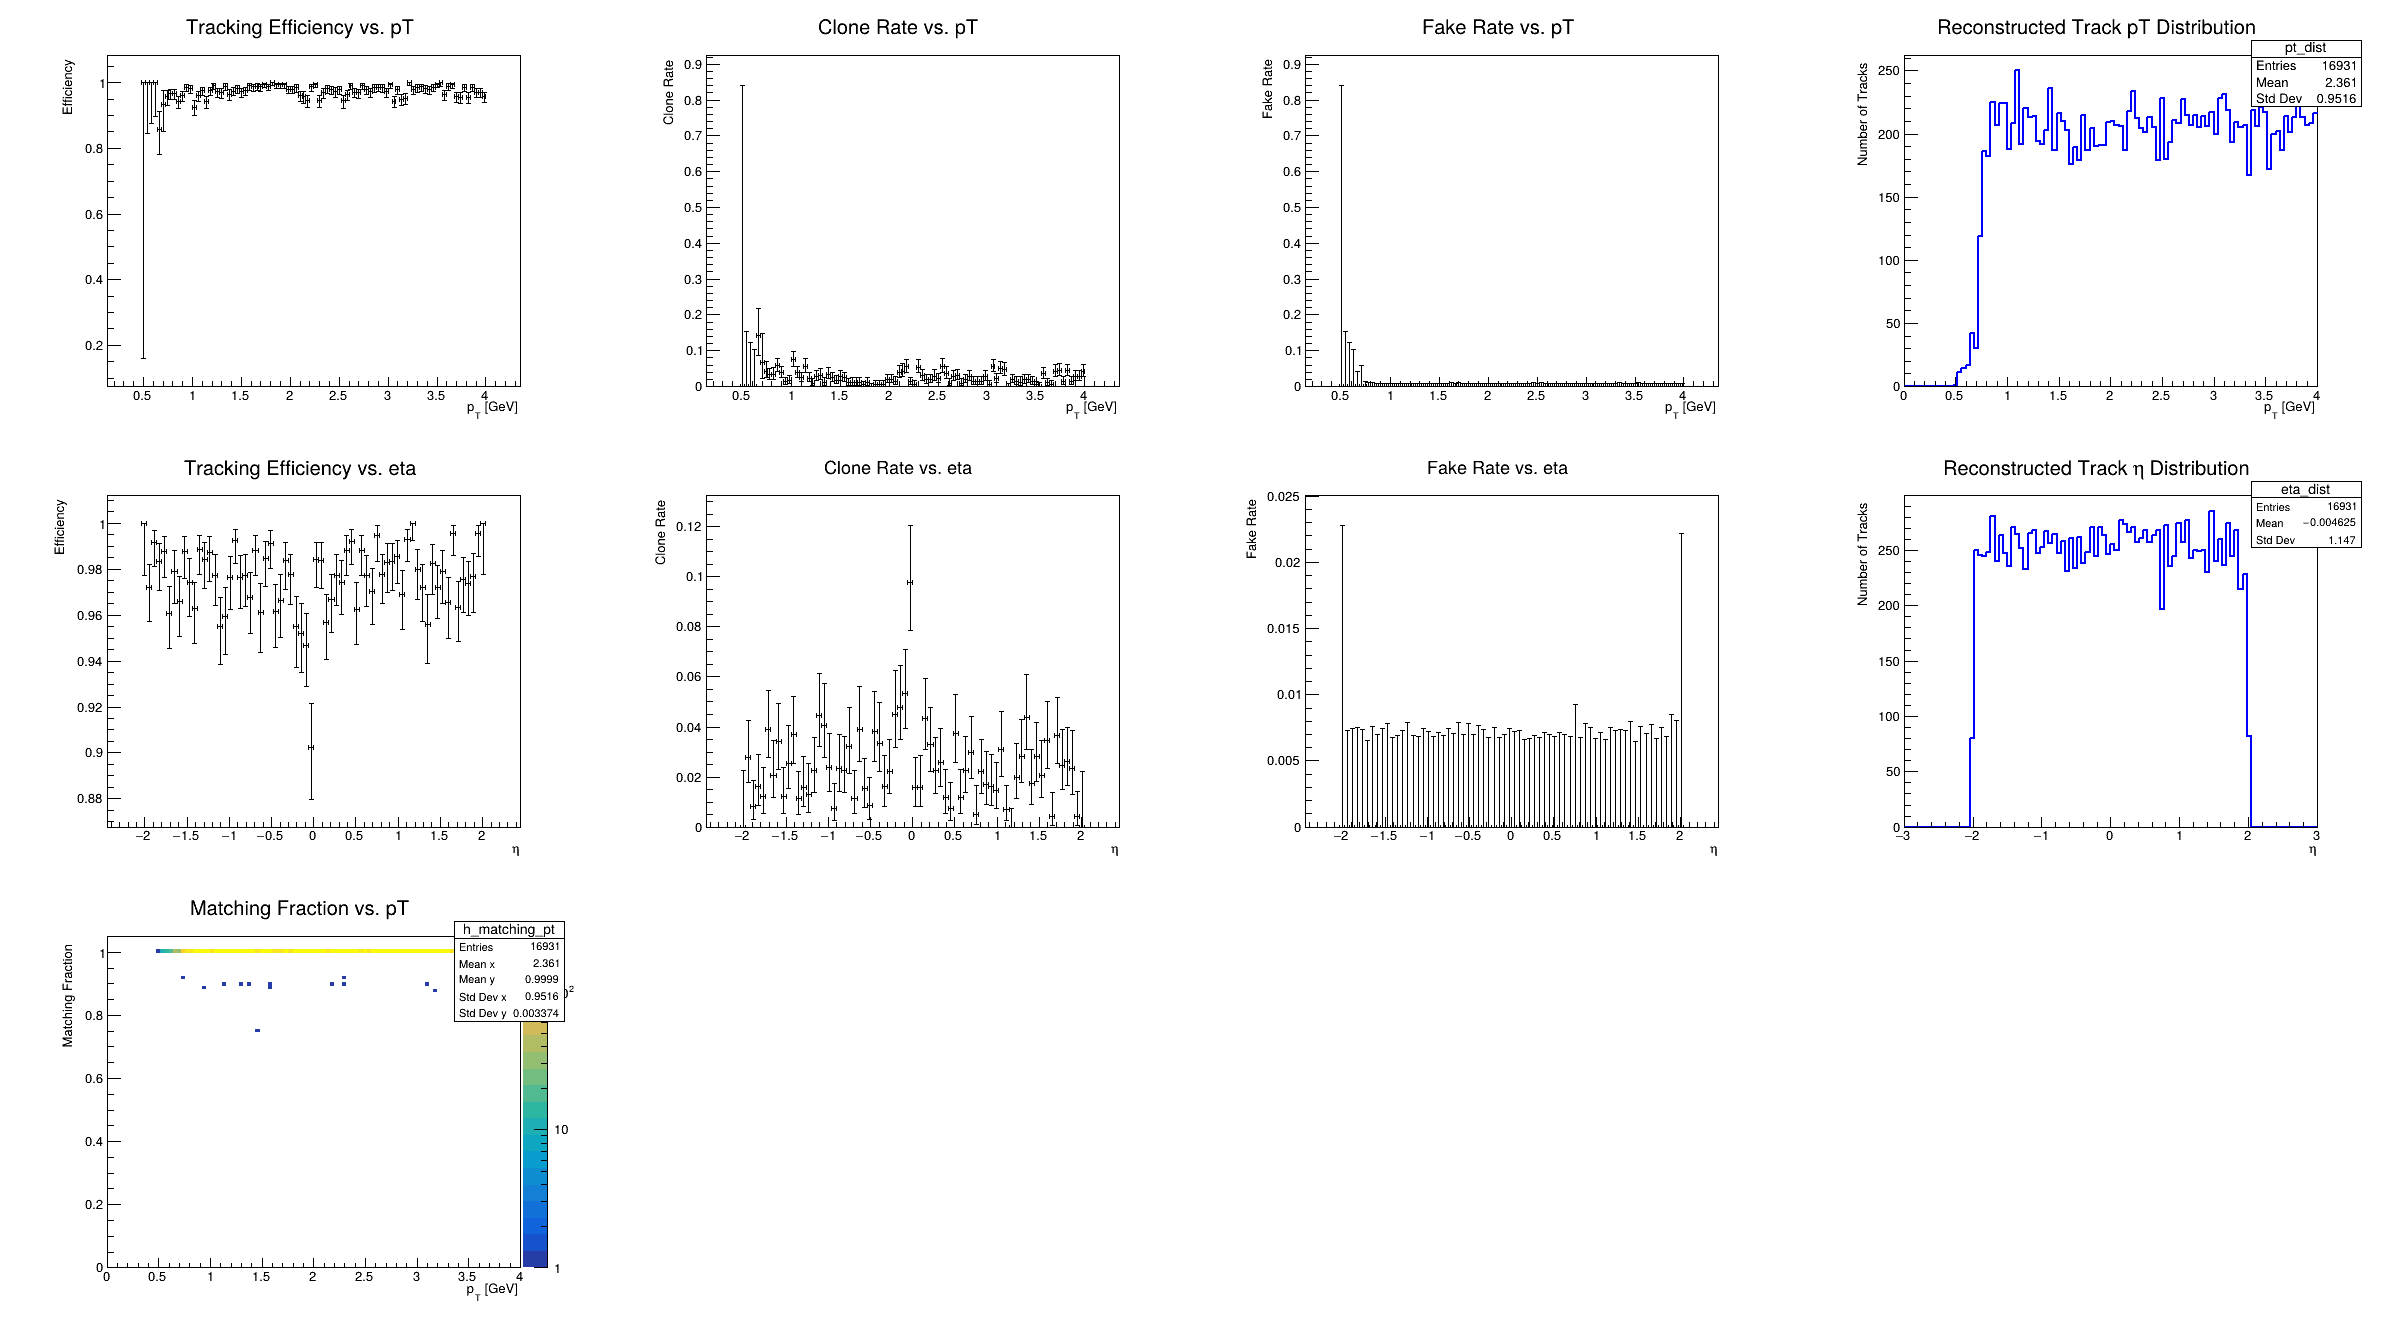 Tracking Efficiency vs. pT
Efficiency
1
0.8
0.6
0.4
0.2
0.5 1 1.5 2 2.5 3 3.5 4
p_T [GeV]
Clone Rate vs. pT
Clone Rate
0.9
0.8
0.7
0.6
0.5
0.4
0.3
0.2
0.1
0
0.5 1 1.5 2 2.5 3 3.5 4
p_T [GeV]
Fake Rate vs. pT
Fake Rate
0.9
0.8
0.7
0.6
0.5
0.4
0.3
0.2
0.1
0
0.5 1 1.5 2 2.5 3 3.5 4
p_T [GeV]
Reconstructed Track pT Distribution
pt_dist
Entries 16931
Mean 2.361
Std Dev 0.9516
Number of Tracks
250
200
150
100
50
0
0 0.5 1 1.5 2 2.5 3 3.5 4
p_T [GeV]
Tracking Efficiency vs. eta
Efficiency
1
0.98
0.96
0.94
0.92
0.9
0.88
−2 −1.5 −1 −0.5 0 0.5 1 1.5 2
η
Clone Rate vs. eta
Clone Rate
0.12
0.1
0.08
0.06
0.04
0.02
0
−2 −1.5 −1 −0.5 0 0.5 1 1.5 2
η
Fake Rate vs. eta
Fake Rate
0.025
0.02
0.015
0.01
0.005
0
−2 −1.5 −1 −0.5 0 0.5 1 1.5 2
η
Reconstructed Track η Distribution
eta_dist
Entries 16931
Mean −0.004625
Std Dev 1.147
Number of Tracks
250
200
150
100
50
0
−3 −2 −1 0 1 2 3
η
Matching Fraction vs. pT
h_matching_pt
Entries 16931
Mean x 2.361
Mean y 0.9999
Std Dev x 0.9516
Std Dev y 0.003374
Matching Fraction
1
0.8
0.6
0.4
0.2
0
0 0.5 1 1.5 2 2.5 3 3.5 4
p_T [GeV]
10
1